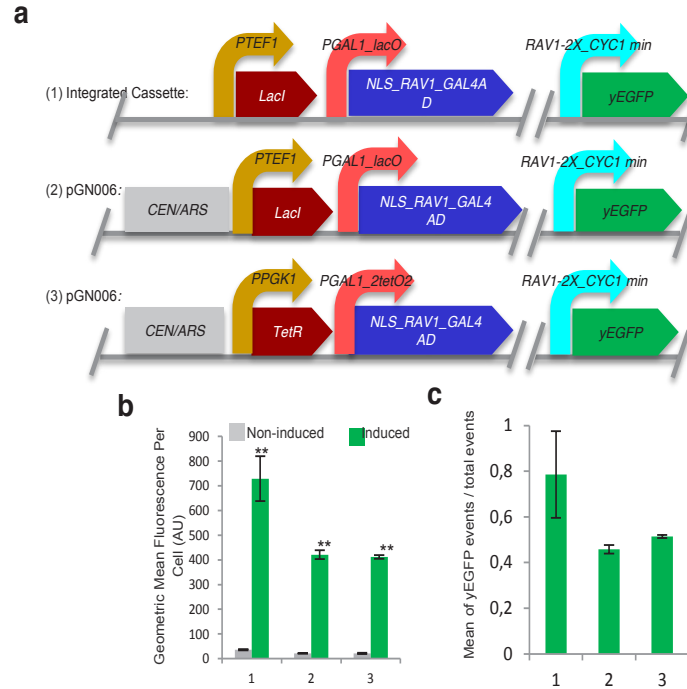 a
PTEF1
PGAL1_lacO
RAV1-2X_CYC1 min
(1) Integrated Cassette:
LacI
NLS_RAV1_GAL4A
D
yEGFP
PTEF1
PGAL1_lacO
RAV1-2X_CYC1 min
(2) pGN006:
CEN/ARS
LacI
NLS_RAV1_GAL4
AD
yEGFP
PPGK1
PGAL1_2tetO2
RAV1-2X_CYC1 min
(3) pGN006:
CEN/ARS
TetR
NLS_RAV1_GAL4
AD
yEGFP
b
Non-induced
Induced
Geometric Mean Fluorescence Per
Cell (AU)
900
800
700
600
500
400
300
200
100
0
**
**
**
1 2 3
c
Mean of yEGFP events / total events
1
0,8
0,6
0,4
0,2
0
1 2 3